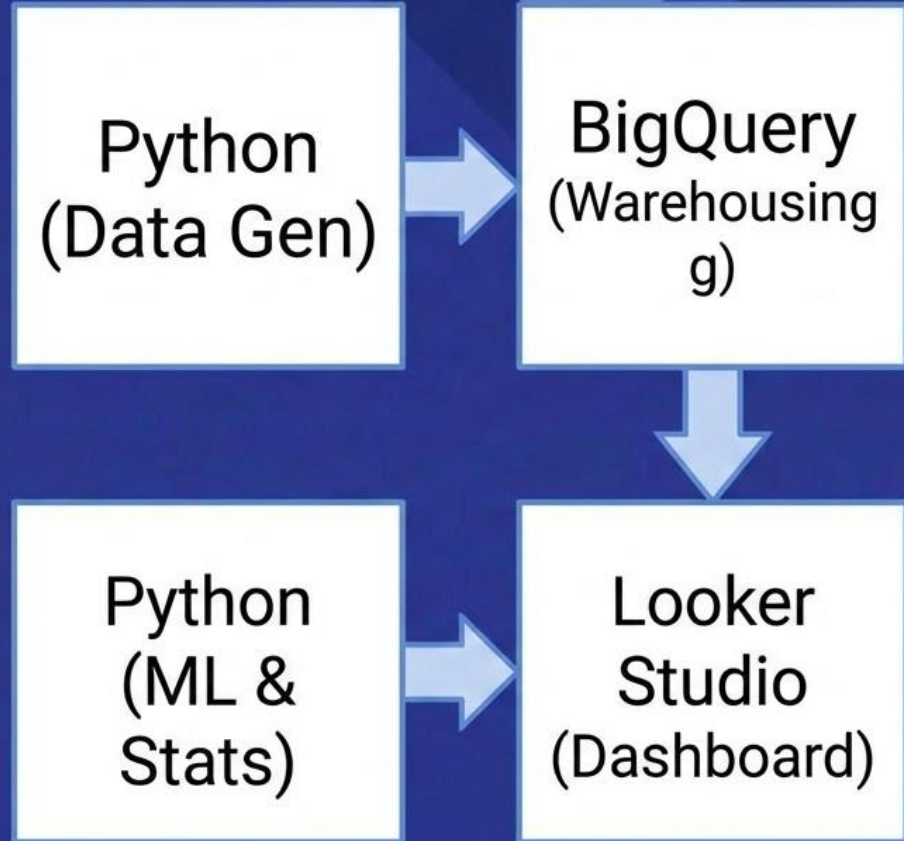 Python
(Data Gen)
BigQuery
(Warehousing
g)
Python
(ML &
Stats)
Looker
Studio
(Dashboard)